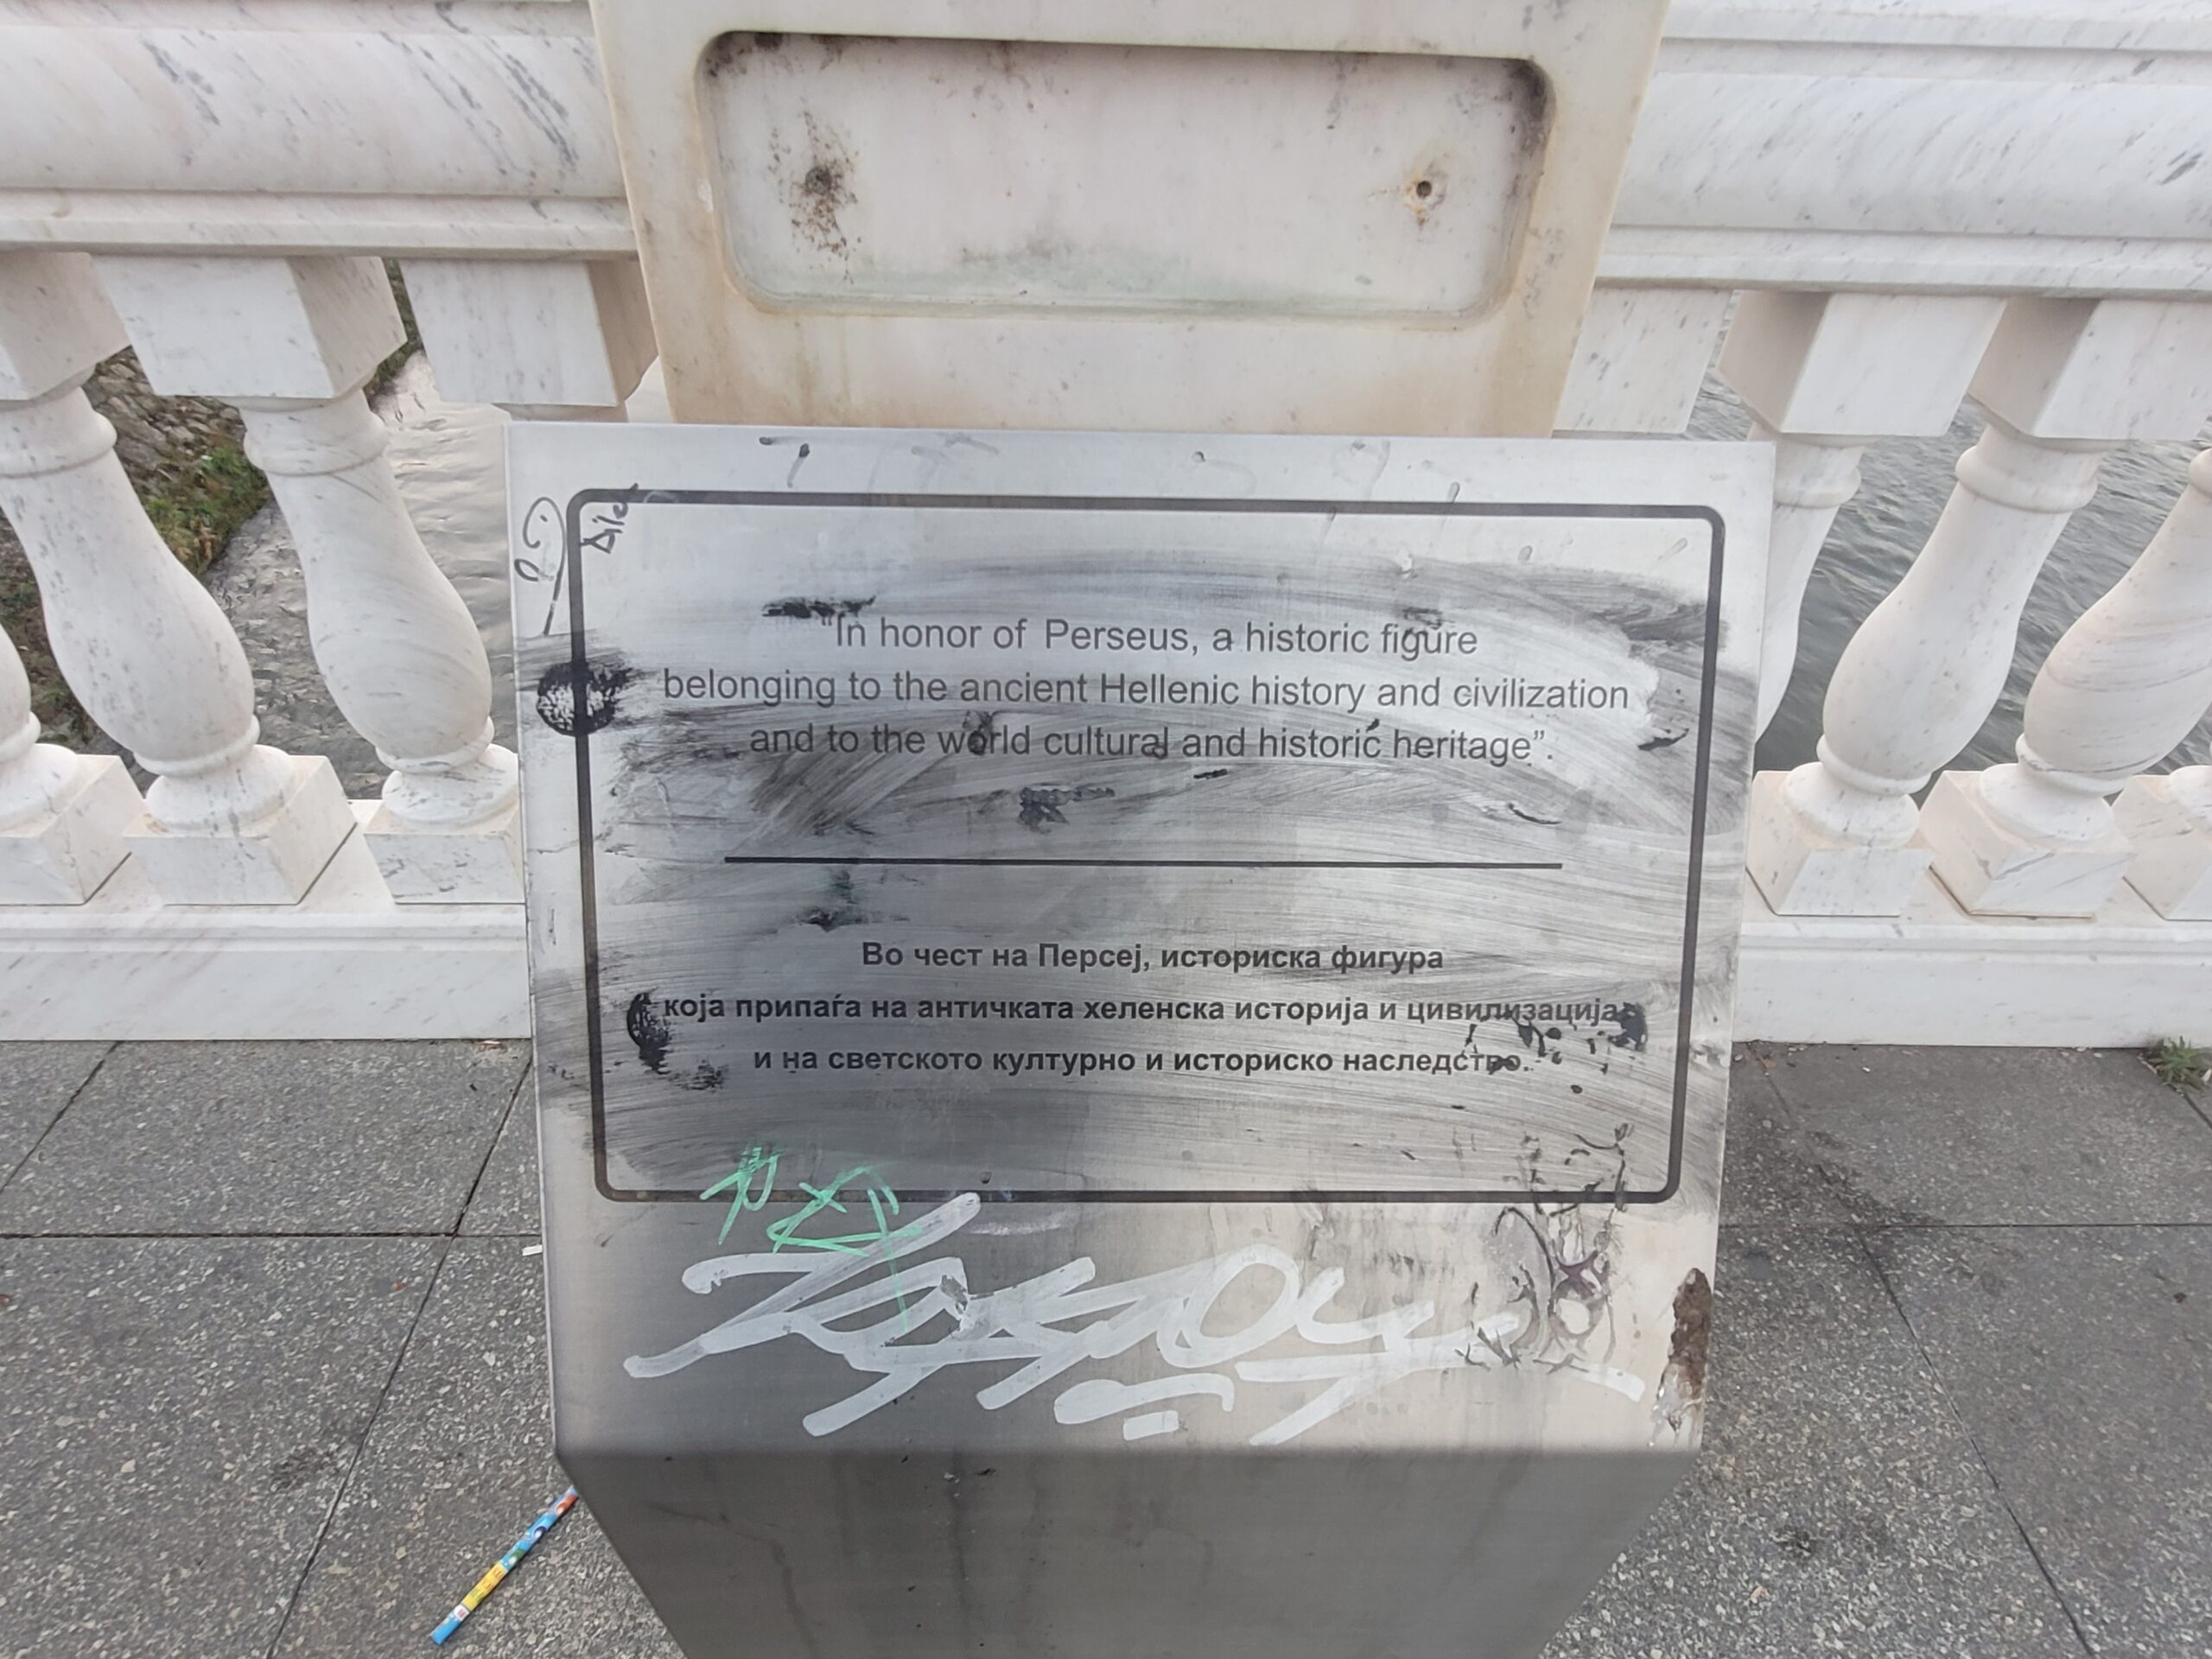 "In honor of Perseus, a historic figure
belonging to the ancient Hellenic history and civilization
and to the world cultural and historic heritage”.
Во чест на Персеј, историска фигура
која припаѓа на античката хеленска историја и цивилизација
и на светското културно и историско наследство.